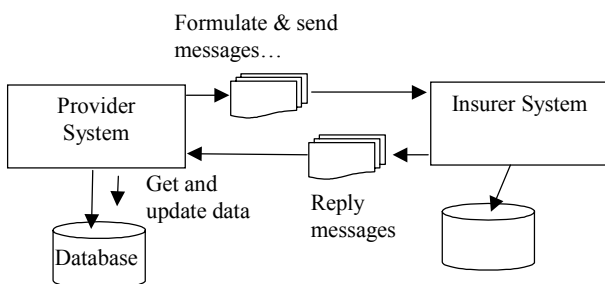 Formulate & send
messages…
Provider
System
Insurer System
Get and
update data
Reply
messages
Database